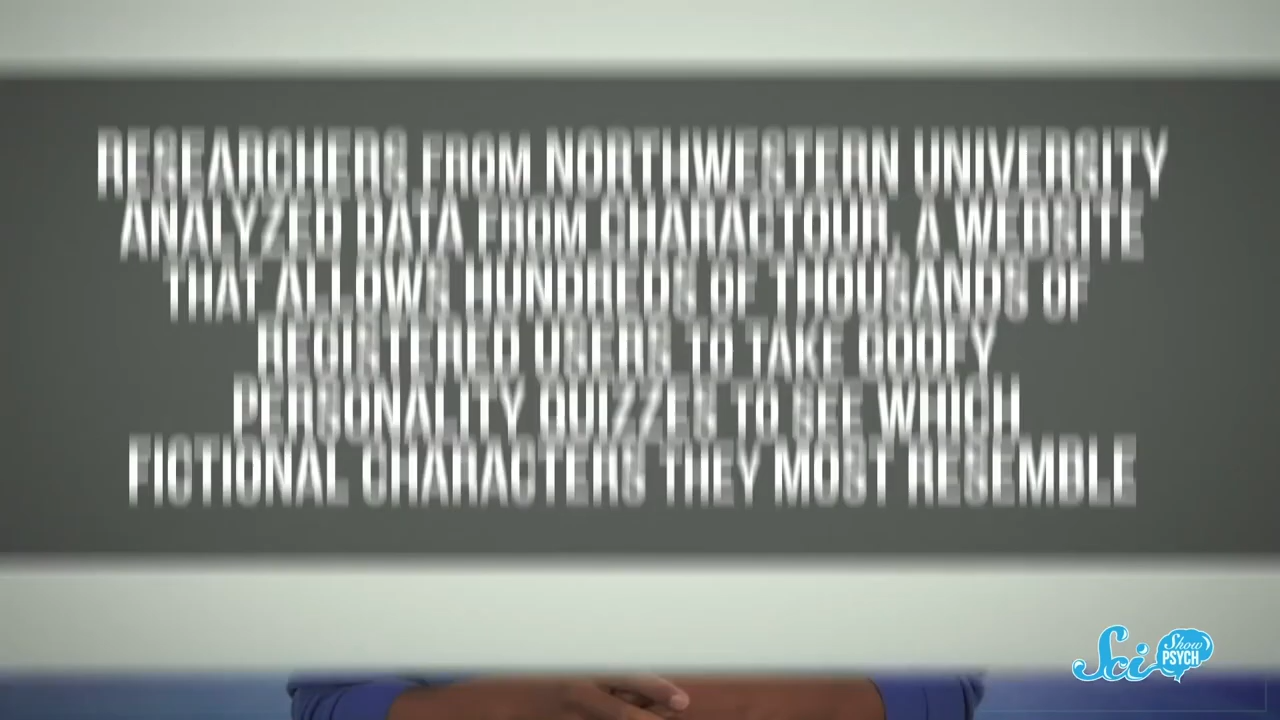 RESEARCHERS FROM NORTHWESTERN UNIVERSITY
ANALYZED DATA FROM CHARACTOUR, A WEBSITE
THAT ALLOWS HUNDREDS OF THOUSANDS OF
REGISTERED USERS TO TAKE GOOFY
PERSONALITY QUIZZES TO SEE WHICH
FICTIONAL CHARACTERS THEY MOST RESEMBLE
Sci Show
PSYCH